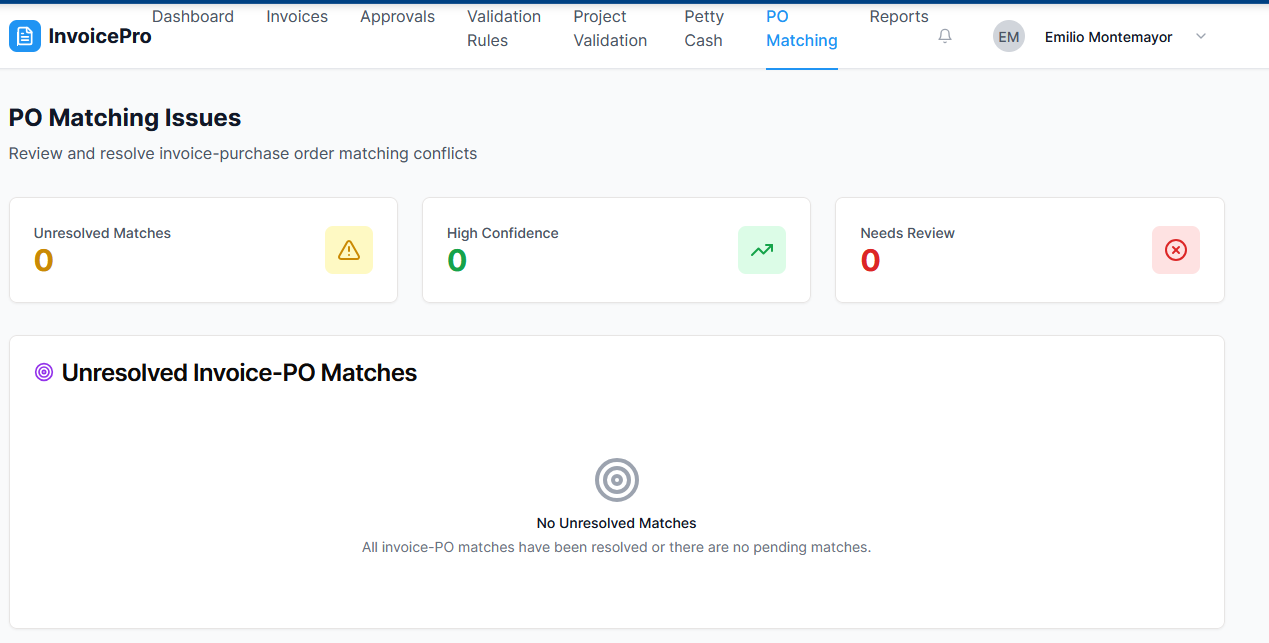 InvoicePro
Dashboard
Invoices
Approvals
Validation
Rules
Project
Validation
Petty
Cash
PO
Matching
Reports
EM
Emilio Montemayor
PO Matching Issues
Review and resolve invoice-purchase order matching conflicts
Unresolved Matches
0
High Confidence
0
Needs Review
0
Unresolved Invoice-PO Matches
No Unresolved Matches
All invoice-PO matches have been resolved or there are no pending matches.